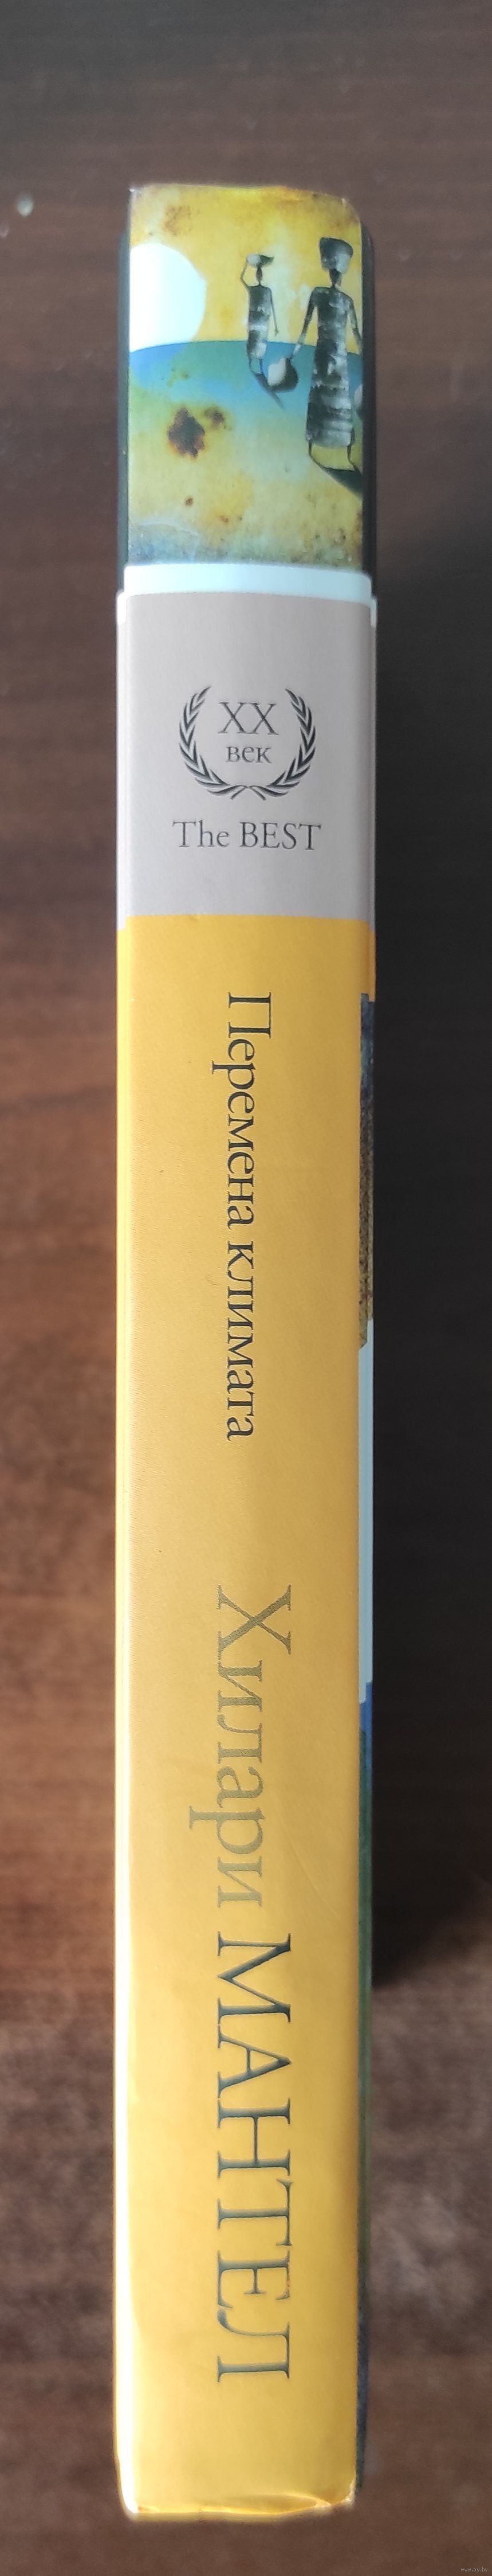 XX
век
The BEST
Перемена климата
Хилари МАНТЕЛ